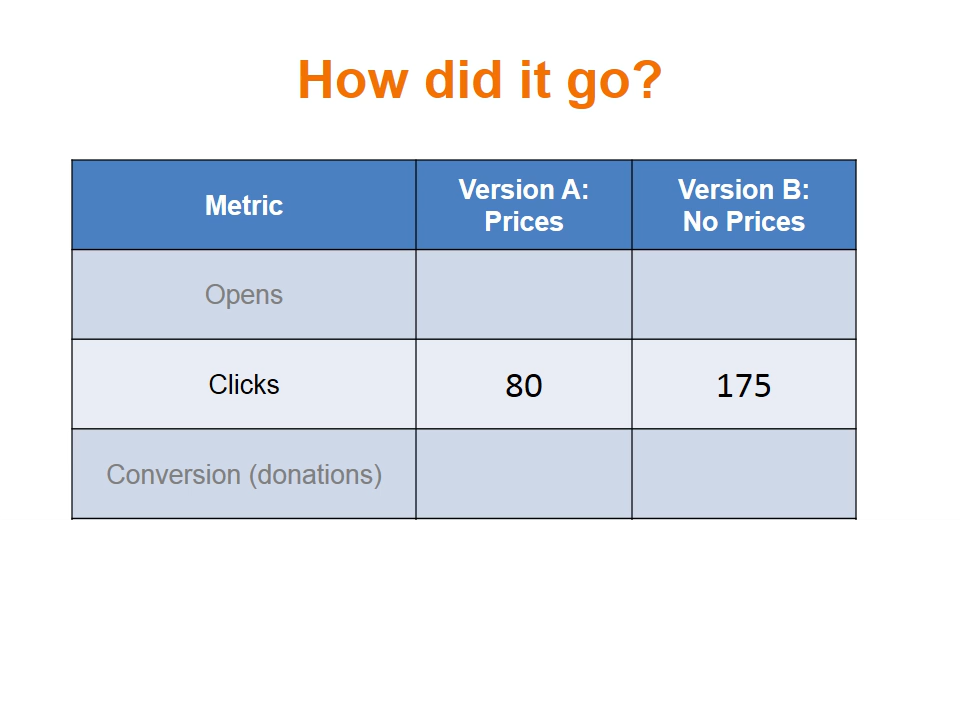 How did it go?
Metric
Version A:
Prices
Version B:
No Prices
Opens
Clicks
80
175
Conversion (donations)